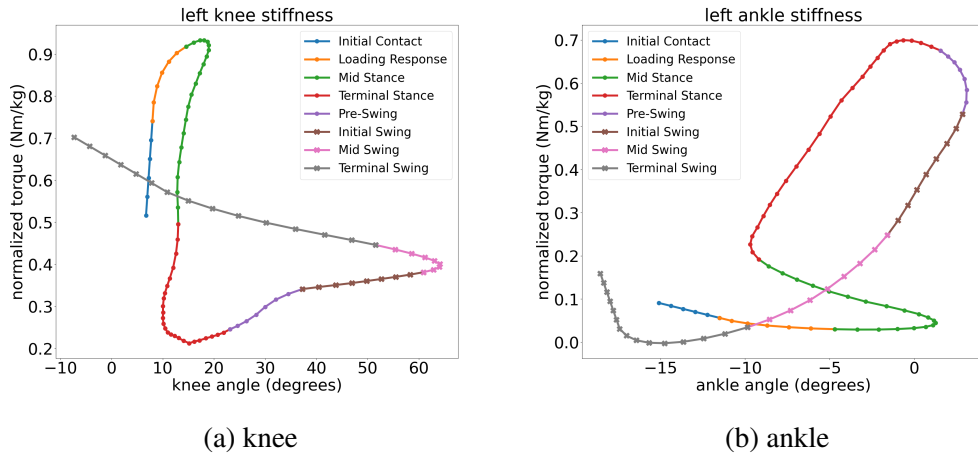 left knee stiffness
normalized torque (Nm/kg)
0.9
0.8
0.7
0.6
0.5
0.4
0.3
0.2
−10 0 10 20 30 40 50 60
knee angle (degrees)
Initial Contact
Loading Response
Mid Stance
Terminal Stance
Pre-Swing
Initial Swing
Mid Swing
Terminal Swing
(a) knee
left ankle stiffness
normalized torque (Nm/kg)
0.7
0.6
0.5
0.4
0.3
0.2
0.1
0.0
−15 −10 −5 0
ankle angle (degrees)
Initial Contact
Loading Response
Mid Stance
Terminal Stance
Pre-Swing
Initial Swing
Mid Swing
Terminal Swing
(b) ankle